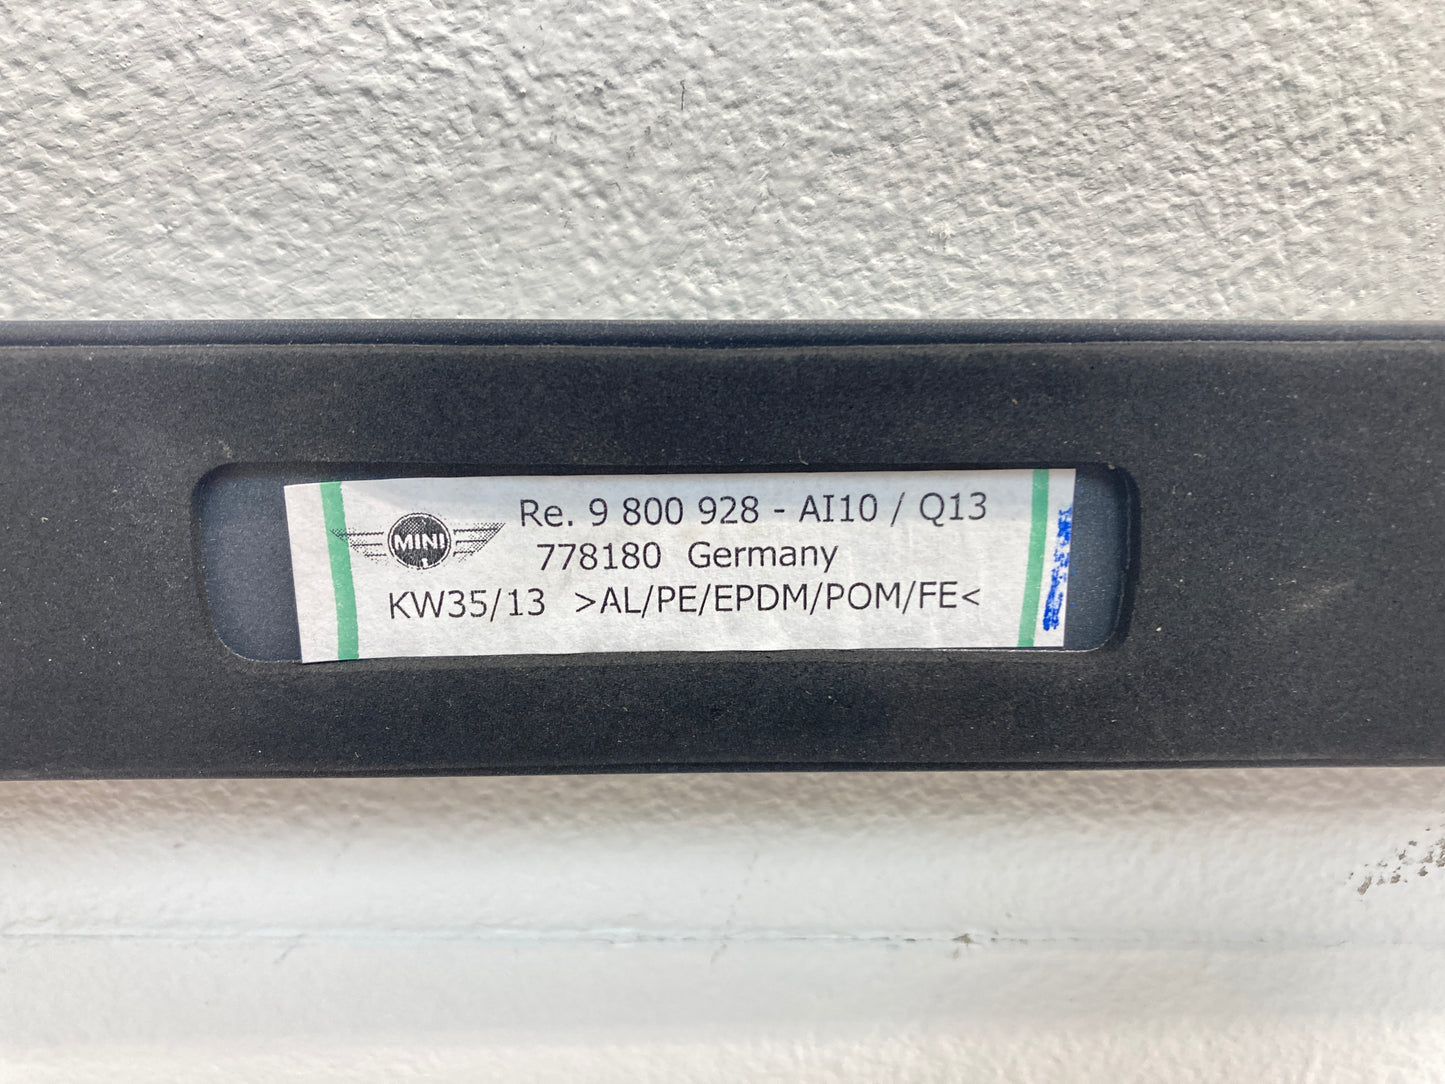 MINI
Re. 9 800 928 - AI10 / Q13
778180 Germany
KW35/13 >AL/PE/EPDM/POM/FE<